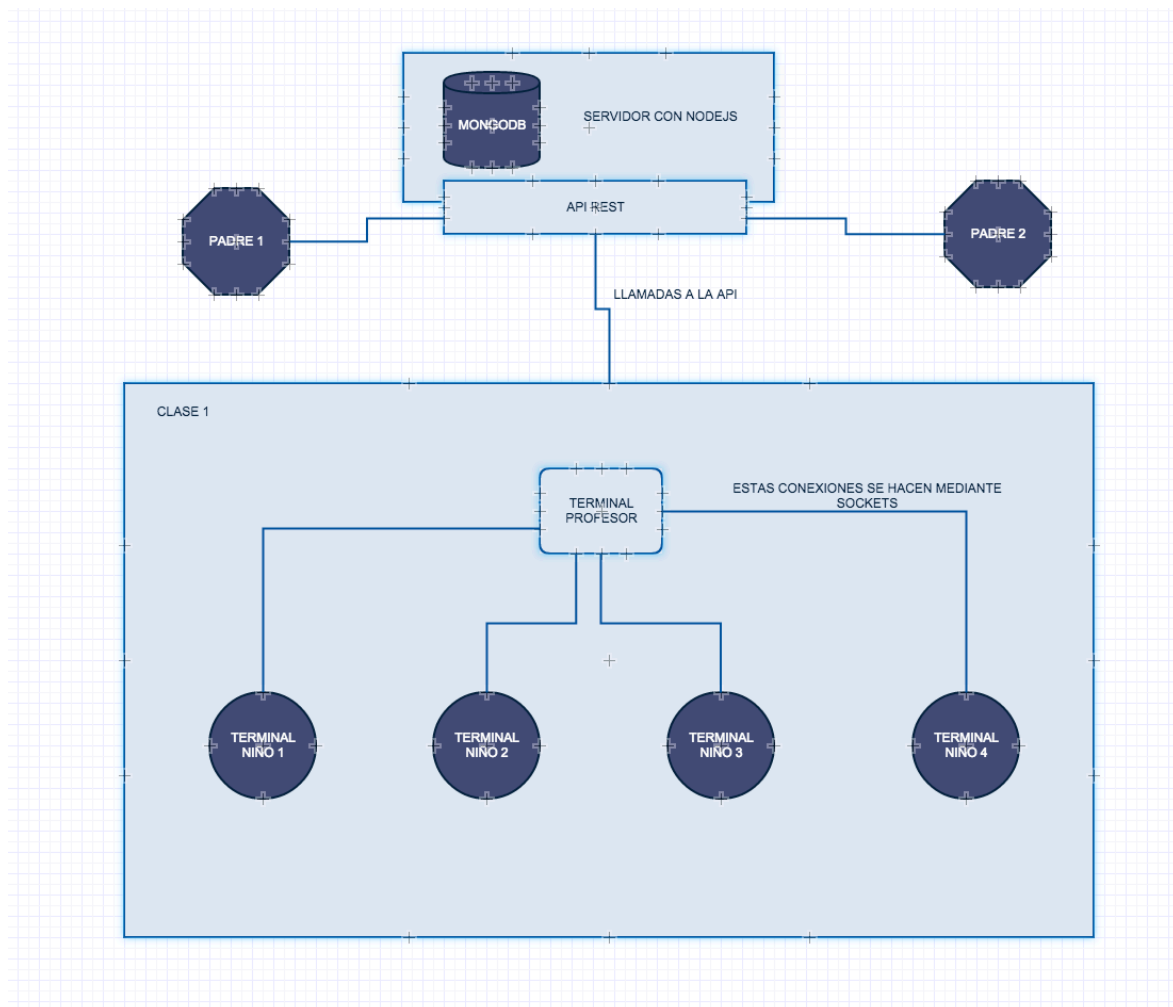 MONGODB
SERVIDOR CON NODEJS
API REST
PADRE 1
PADRE 2
LLAMADAS A LA API
CLASE 1
TERMINAL
PROFESOR
ESTAS CONEXIONES SE HACEN MEDIANTE
SOCKETS
TERMINAL
NIÑO 1
TERMINAL
NIÑO 2
TERMINAL
NIÑO 3
TERMINAL
NIÑO 4